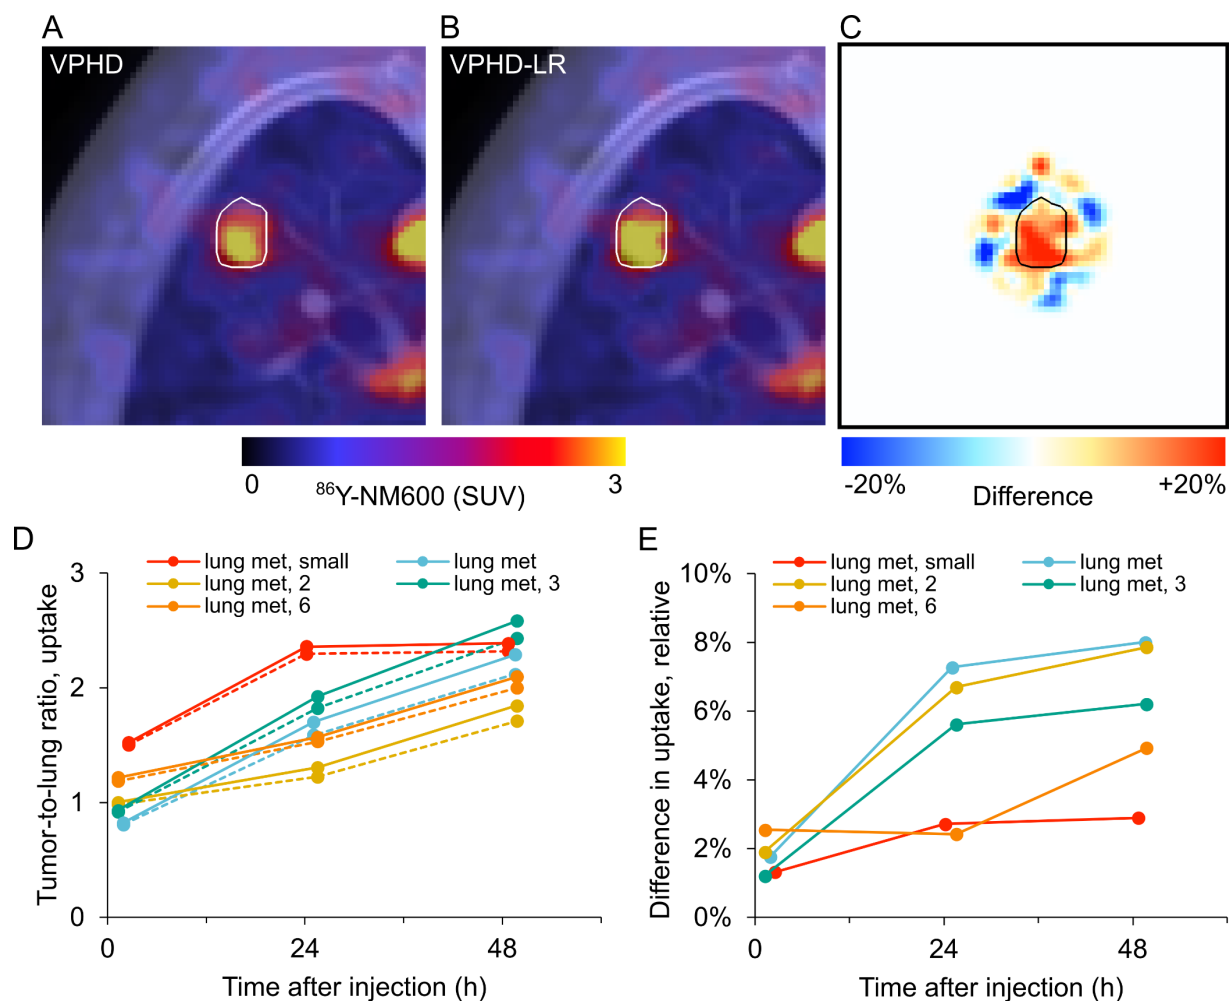 A
B
C
VPHD
VPHD-LR
0
3
⁸⁶Y-NM600 (SUV)
-20%
+20%
Difference
D
lung met, small
lung met
lung met, 2
lung met, 3
lung met, 6
3
2
1
0
Tumor-to-lung ratio, uptake
0
24
48
Time after injection (h)
E
lung met, small
lung met
lung met, 2
lung met, 3
lung met, 6
10%
8%
6%
4%
2%
0%
Difference in uptake, relative
0
24
48
Time after injection (h)